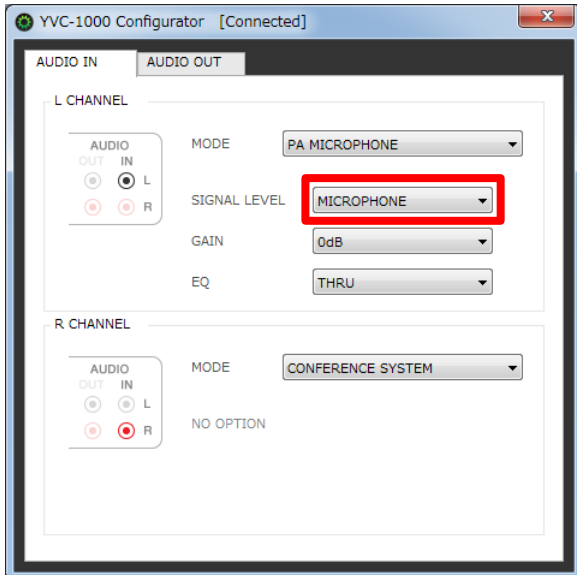 YVC-1000 Configurator [Connected]
x
AUDIO IN AUDIO OUT
L CHANNEL
AUDIO
OUT IN
L
R
MODE PA MICROPHONE
SIGNAL LEVEL MICROPHONE
GAIN 0dB
EQ THRU
R CHANNEL
AUDIO
OUT IN
L
R
MODE CONFERENCE SYSTEM
NO OPTION